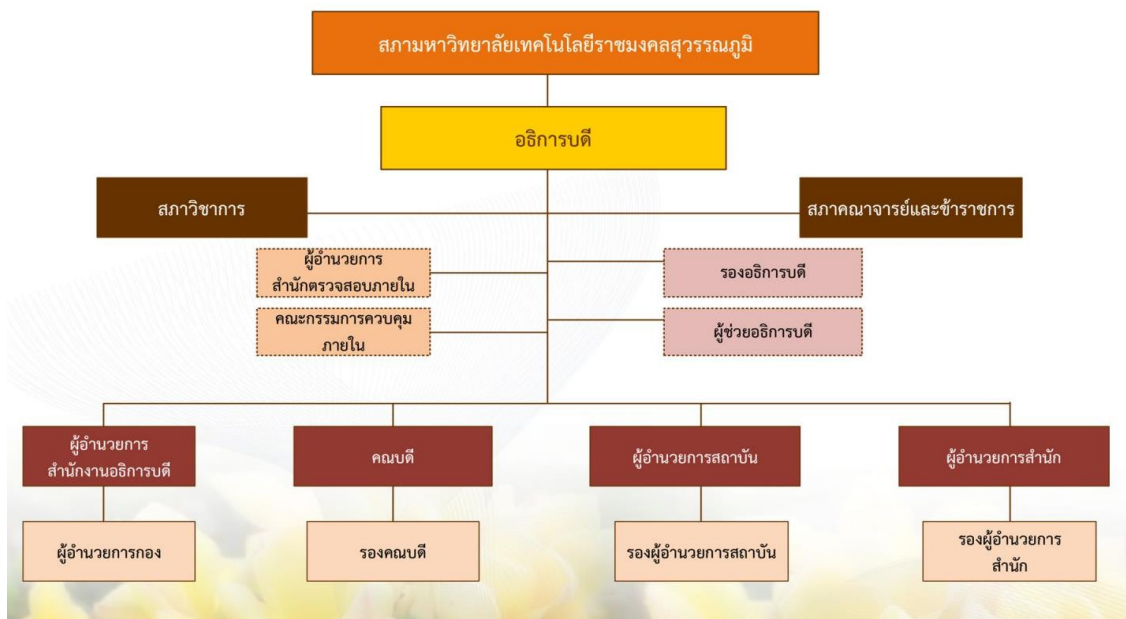 สภามหาวิทยาลัยเทคโนโลยีราชมงคลสุวรรณภูมิ
อธิการบดี
สภาวิชาการ
สภาคณาจารย์และข้าราชการ
ผู้อำนวยการ
สำนักตรวจสอบภายใน
รองอธิการบดี
คณะกรรมการควบคุม
ภายใน
ผู้ช่วยอธิการบดี
ผู้อำนวยการ
สำนักงานอธิการบดี
คณบดี
ผู้อำนวยการสถาบัน
ผู้อำนวยการสำนัก
ผู้อำนวยการกอง
รองคณบดี
รองผู้อำนวยการสถาบัน
รองผู้อำนวยการ
สำนัก